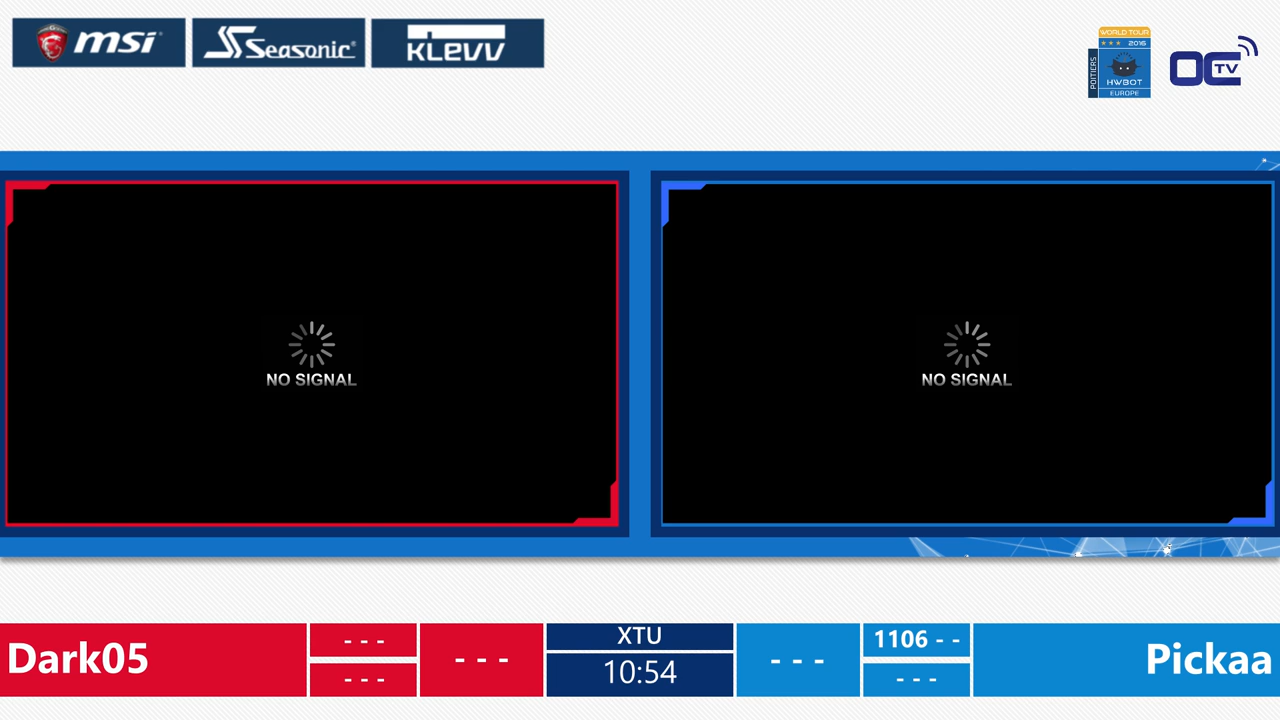 msi
Seasonic
KLEVV
WORLD TOUR
2016
POITIERS
HWBOT
EUROPE
OC TV
NO SIGNAL
NO SIGNAL
Dark05
- - -
- - -
- - -
XTU
10:54
- - -
1106 - -
- - -
Pickaa